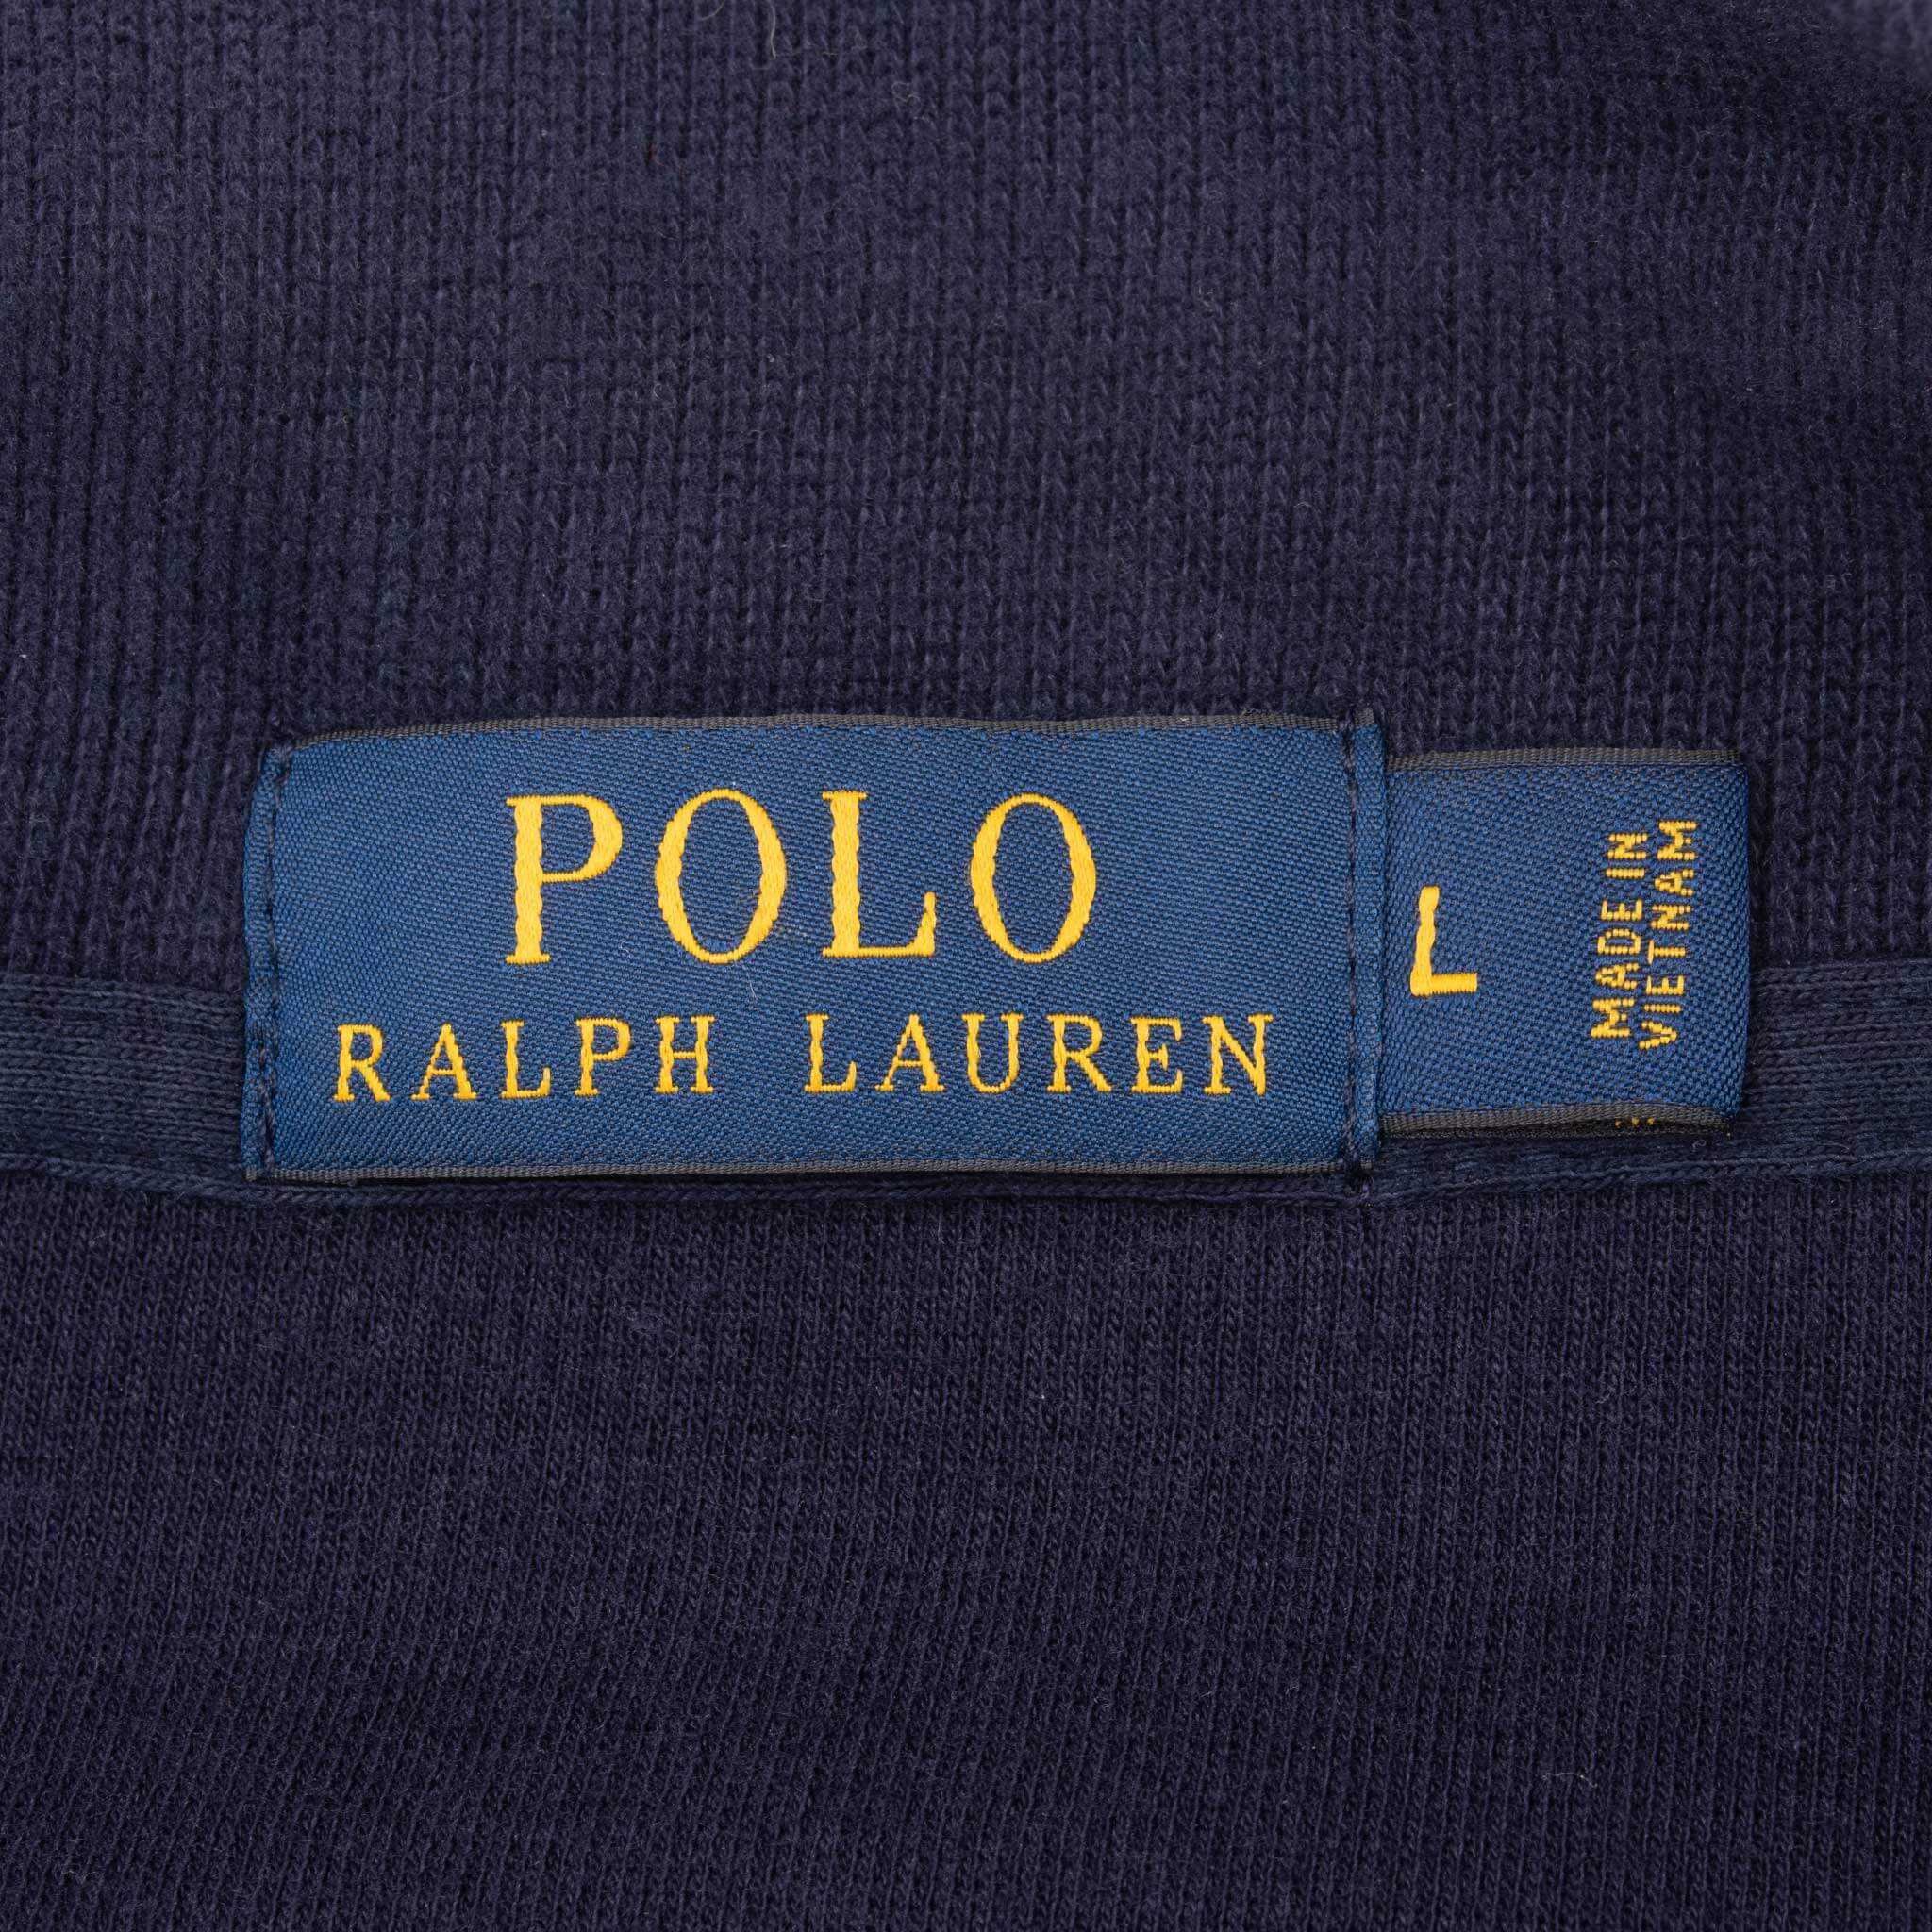 POLO
RALPH LAUREN
L
MADE IN
VIETNAM